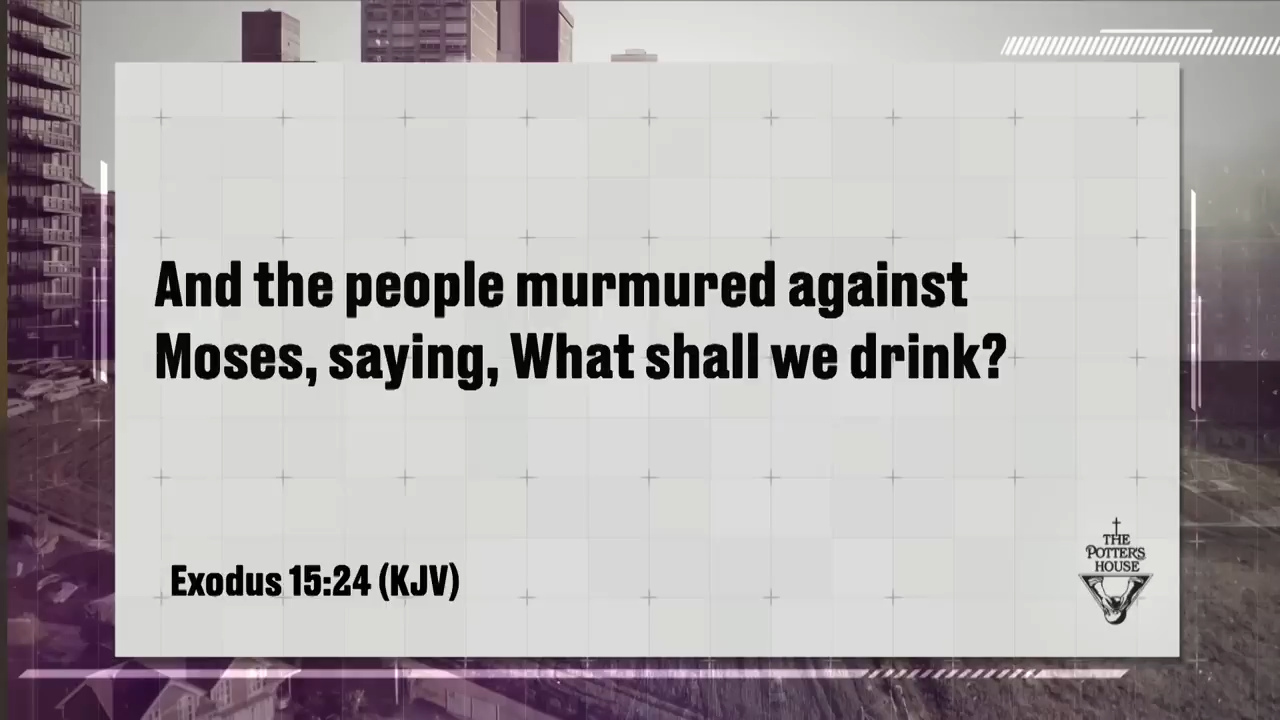 And the people murmured against
Moses, saying, What shall we drink?
Exodus 15:24 (KJV)
THE
POTTER'S
HOUSE